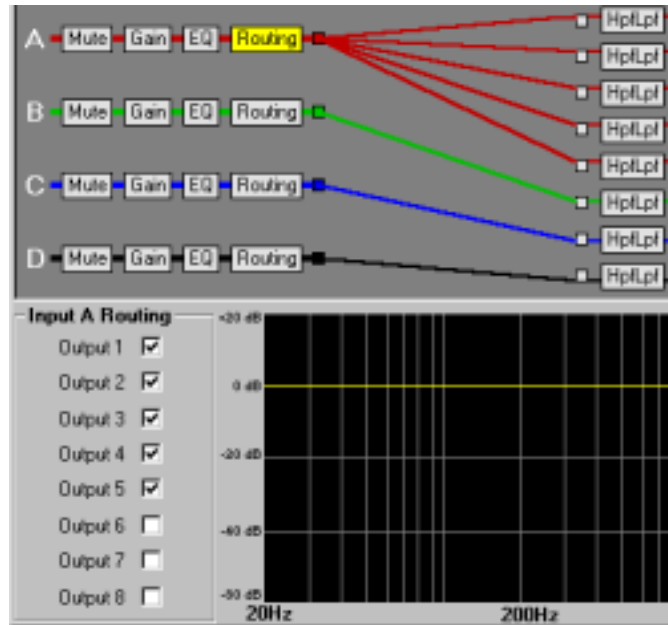 HpfLpf
A Mute Gain EQ Routing
HpfLpf
HpfLpf
B Mute Gain EQ Routing
HpfLpf
HpfLpf
C Mute Gain EQ Routing
HpfLpf
HpfLpf
D Mute Gain EQ Routing
HpfLpf
Input A Routing
Output 1
Output 2
Output 3
Output 4
Output 5
Output 6
Output 7
Output 8
+20 dB
0 dB
-20 dB
-60 dB
-90 dB
20Hz 200Hz